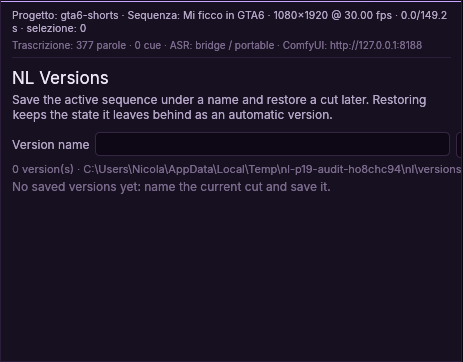 Progetto: gta6-shorts · Sequenza: Mi ficco in GTA6 · 1080×1920 @ 30.00 fps · 0.0/149.2
s · selezione: 0
Trascrizione: 377 parole · 0 cue · ASR: bridge / portable · ComfyUI: http://127.0.0.1:8188
NL Versions
Save the active sequence under a name and restore a cut later. Restoring
keeps the state it leaves behind as an automatic version.
Version name
0 version(s) · C:\Users\Nicola\AppData\Local\Temp\nl-p19-audit-ho8chc94\nl\versions
No saved versions yet: name the current cut and save it.